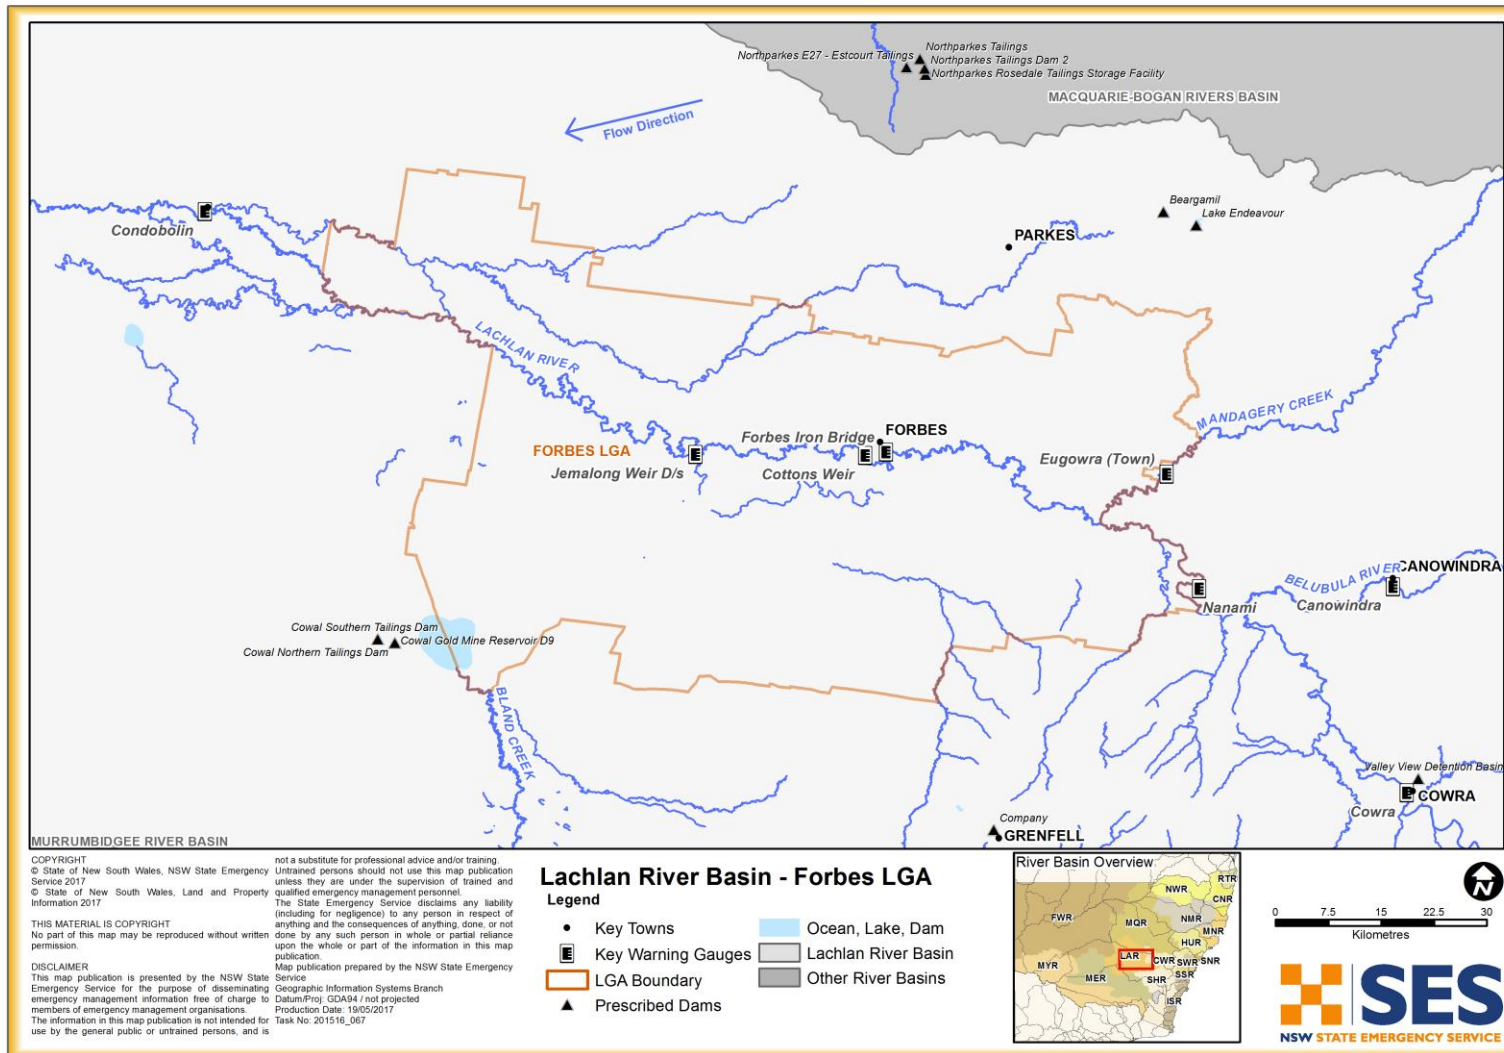 Northparkes Tailings
Northparkes E27 - Estcourt Tailings
Northparkes Tailings Dam 2
Northparkes Rosedale Tailings Storage Facility
MACQUARIE-BOGAN RIVERS BASIN
Flow Direction
Beargamil
Lake Endeavour
Condobolin
PARKES
LACHLAN RIVER
MANDAGERY CREEK
FORBES LGA
Forbes Iron Bridge
FORBES
Jemalong Weir D/s
Cottons Weir
Eugowra (Town)
BELUBULA RIVER
CANOWINDRA
Nanami
Canowindra
Cowal Southern Tailings Dam
Cowal Gold Mine Reservoir D9
Cowal Northern Tailings Dam
BLAND CREEK
Valley View Detention Basin
COWRA
Cowra
Company
GRENFELL
MURRUMBIDGEE RIVER BASIN
COPYRIGHT
© State of New South Wales, NSW State Emergency
Service 2017
© State of New South Wales, Land and Property
Information 2017
THIS MATERIAL IS COPYRIGHT
No part of this map may be reproduced without written
permission.
DISCLAIMER
This map publication is presented by the NSW State
Emergency Service for the purpose of disseminating
emergency management information free of charge to
members of emergency management organisations.
The information in this map publication is not intended for
use by the general public or untrained persons, and is
not a substitute for professional advice and/or training.
Untrained persons should not use this map publication
unless they are under the supervision of trained and
qualified emergency management personnel.
The State Emergency Service disclaims any liability
(including for negligence) to any person in respect of
anything and the consequences of anything, done, or not
done by any such person in whole or partial reliance
upon the whole or part of the information in this map
publication.
Map publication prepared by the NSW State Emergency
Service
Geographic Information Systems Branch
Datum/Proj: GDA94 / not projected
Production Date: 19/05/2017
Task No: 201516_067
Lachlan River Basin - Forbes LGA
Legend
Key Towns
Key Warning Gauges
LGA Boundary
Prescribed Dams
Ocean, Lake, Dam
Lachlan River Basin
Other River Basins
River Basin Overview
RTR
NWR
CNR
FWR
MQR
NMR
MNR
HUR
LAR
CWR
SWR
SNR
MYR
MER
SHR
SSR
ISR
N
0 7.5 15 22.5 30
Kilometres
SES
NSW STATE EMERGENCY SERVICE